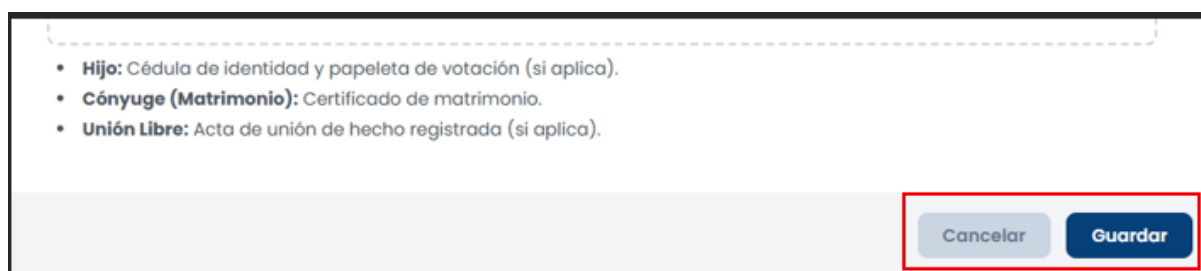 • Hijo: Cédula de identidad y papeleta de votación (si aplica).
• Cónyuge (Matrimonio): Certificado de matrimonio.
• Unión Libre: Acta de unión de hecho registrada (si aplica).
Cancelar Guardar